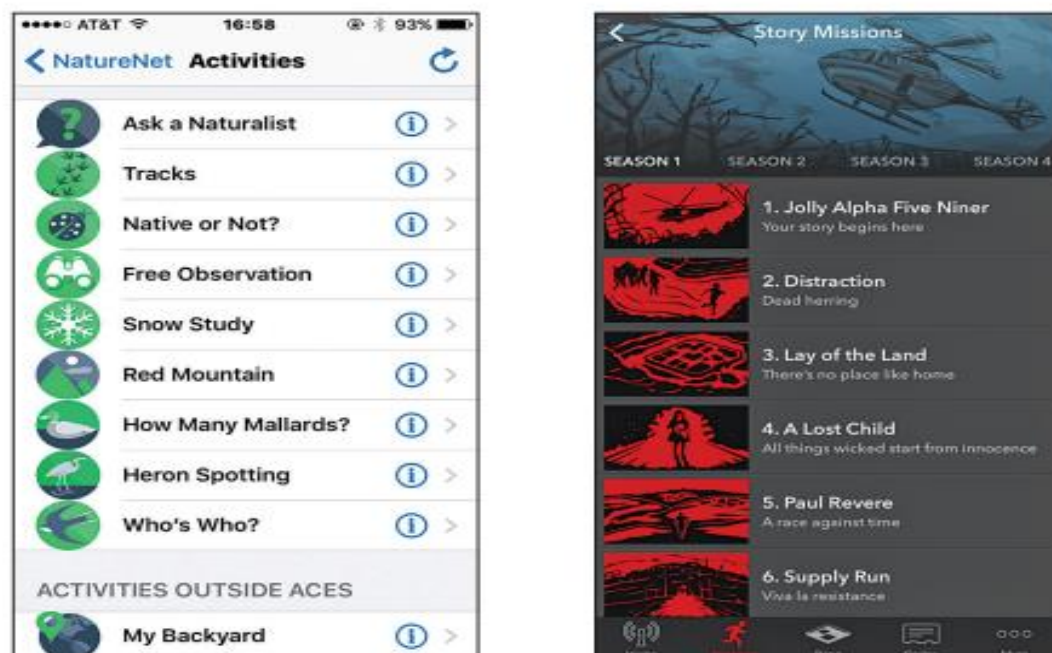 AT&T 16:58 93%
NatureNet Activities
Ask a Naturalist
Tracks
Native or Not?
Free Observation
Snow Study
Red Mountain
How Many Mallards?
Heron Spotting
Who's Who?
ACTIVITIES OUTSIDE ACES
My Backyard
Story Missions
SEASON 1 SEASON 2 SEASON 3 SEASON 4
1. Jolly Alpha Five Niner
Your story begins here
2. Distraction
Dead herring
3. Lay of the Land
There's no place like home
4. A Lost Child
All things wicked start from innocence
5. Paul Revere
A race against time
6. Supply Run
Viva la resistance